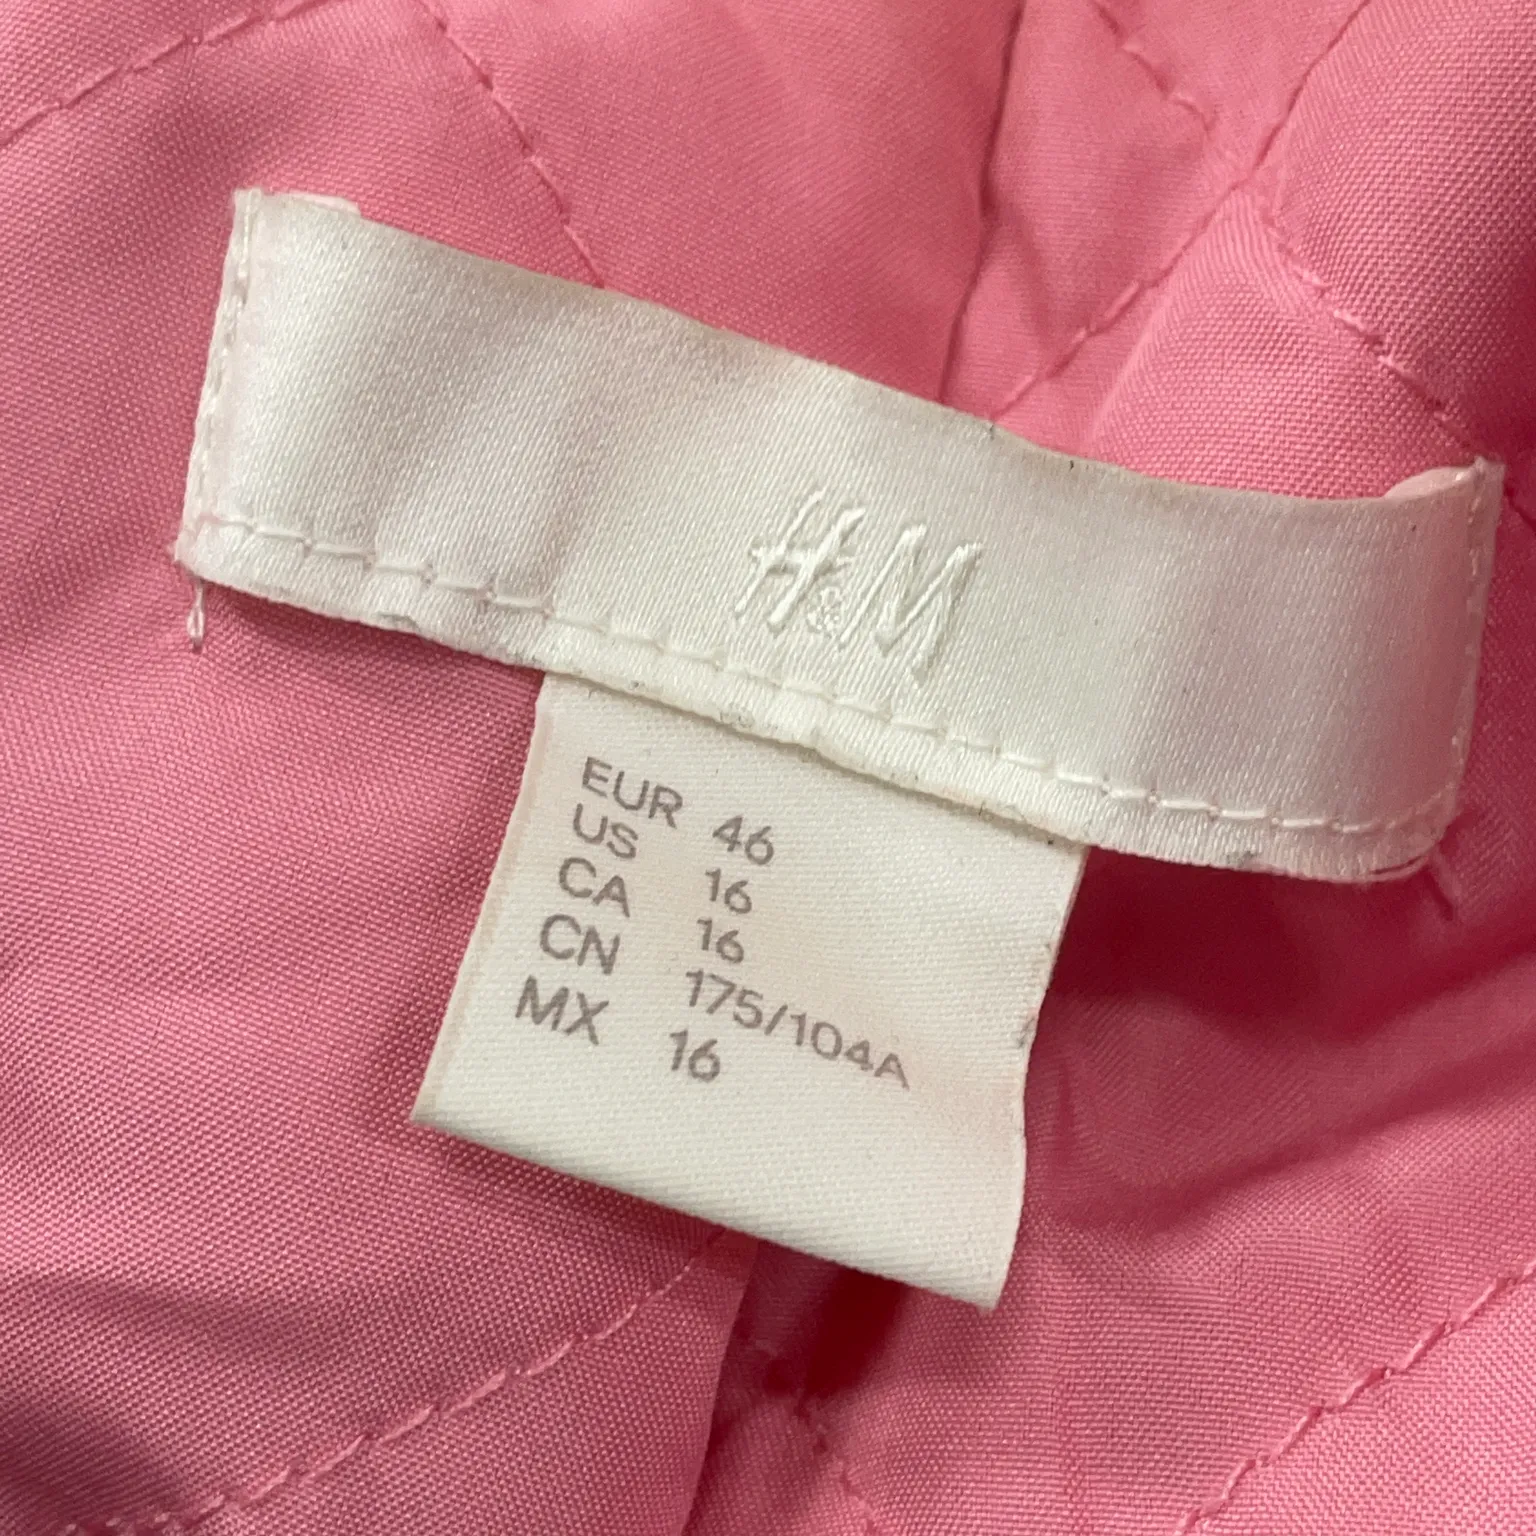 H&M
EUR 46
US 16
CA 16
CN 175/104A
MX 16